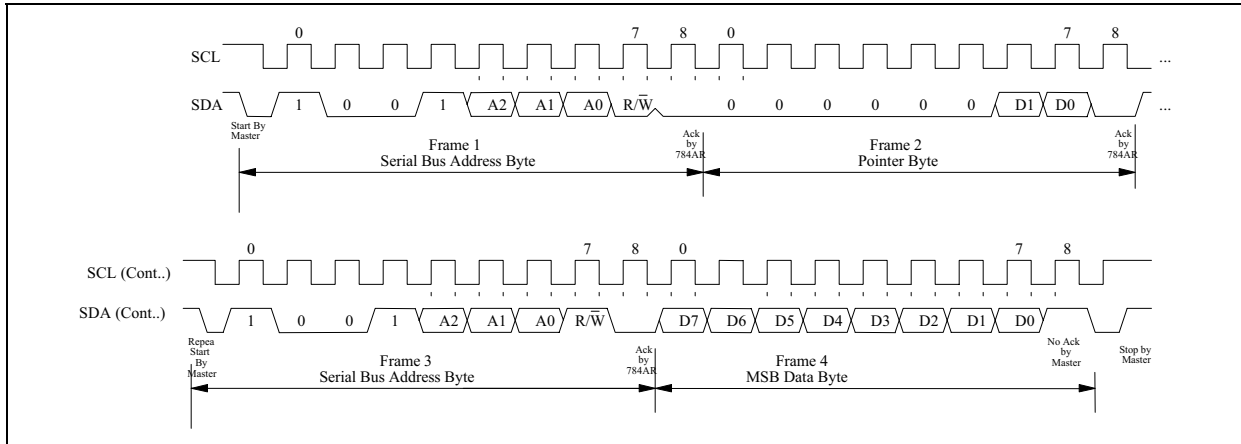 0 7 8 0 7 8
SCL ...
SDA 1 0 0 1 A2 A1 A0 R/W̅ 0 0 0 0 0 0 D1 D0 ...
Start By
Master
Frame 1
Serial Bus Address Byte
Ack
by
784AR
Frame 2
Pointer Byte
Ack
by
784AR
0 7 8 0 7 8
SCL (Cont..)
SDA (Cont..) 1 0 0 1 A2 A1 A0 R/W̅ D7 D6 D5 D4 D3 D2 D1 D0
Repea
Start
By
Master
Frame 3
Serial Bus Address Byte
Ack
by
784AR
Frame 4
MSB Data Byte
No Ack
by
Master
Stop by
Master